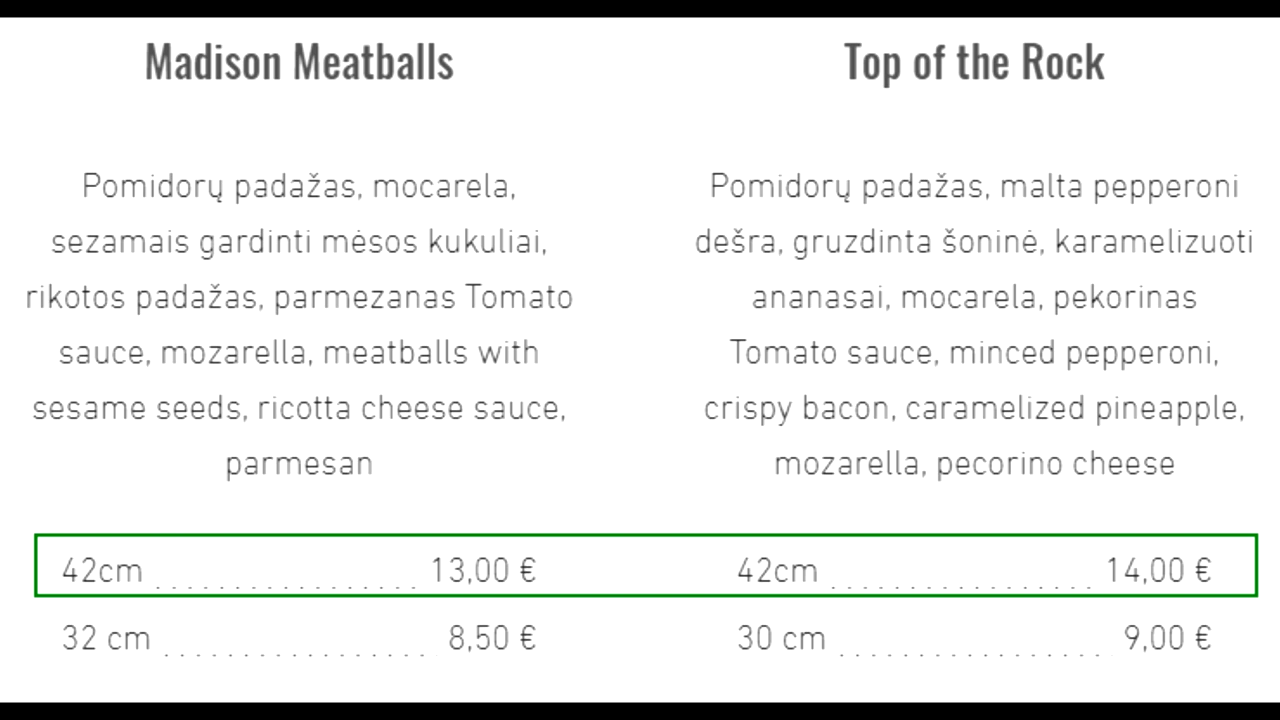 Madison Meatballs
Pomidorų padažas, mocarela,
sezamais gardinti mėsos kukuliai,
rikotos padažas, parmezanas Tomato
sauce, mozarella, meatballs with
sesame seeds, ricotta cheese sauce,
parmesan
42cm 13,00 €
32 cm 8,50 €
Top of the Rock
Pomidorų padažas, malta pepperoni
dešra, gruzdinta šoninė, karamelizuoti
ananasai, mocarela, pekorinas
Tomato sauce, minced pepperoni,
crispy bacon, caramelized pineapple,
mozarella, pecorino cheese
42cm 14,00 €
30 cm 9,00 €